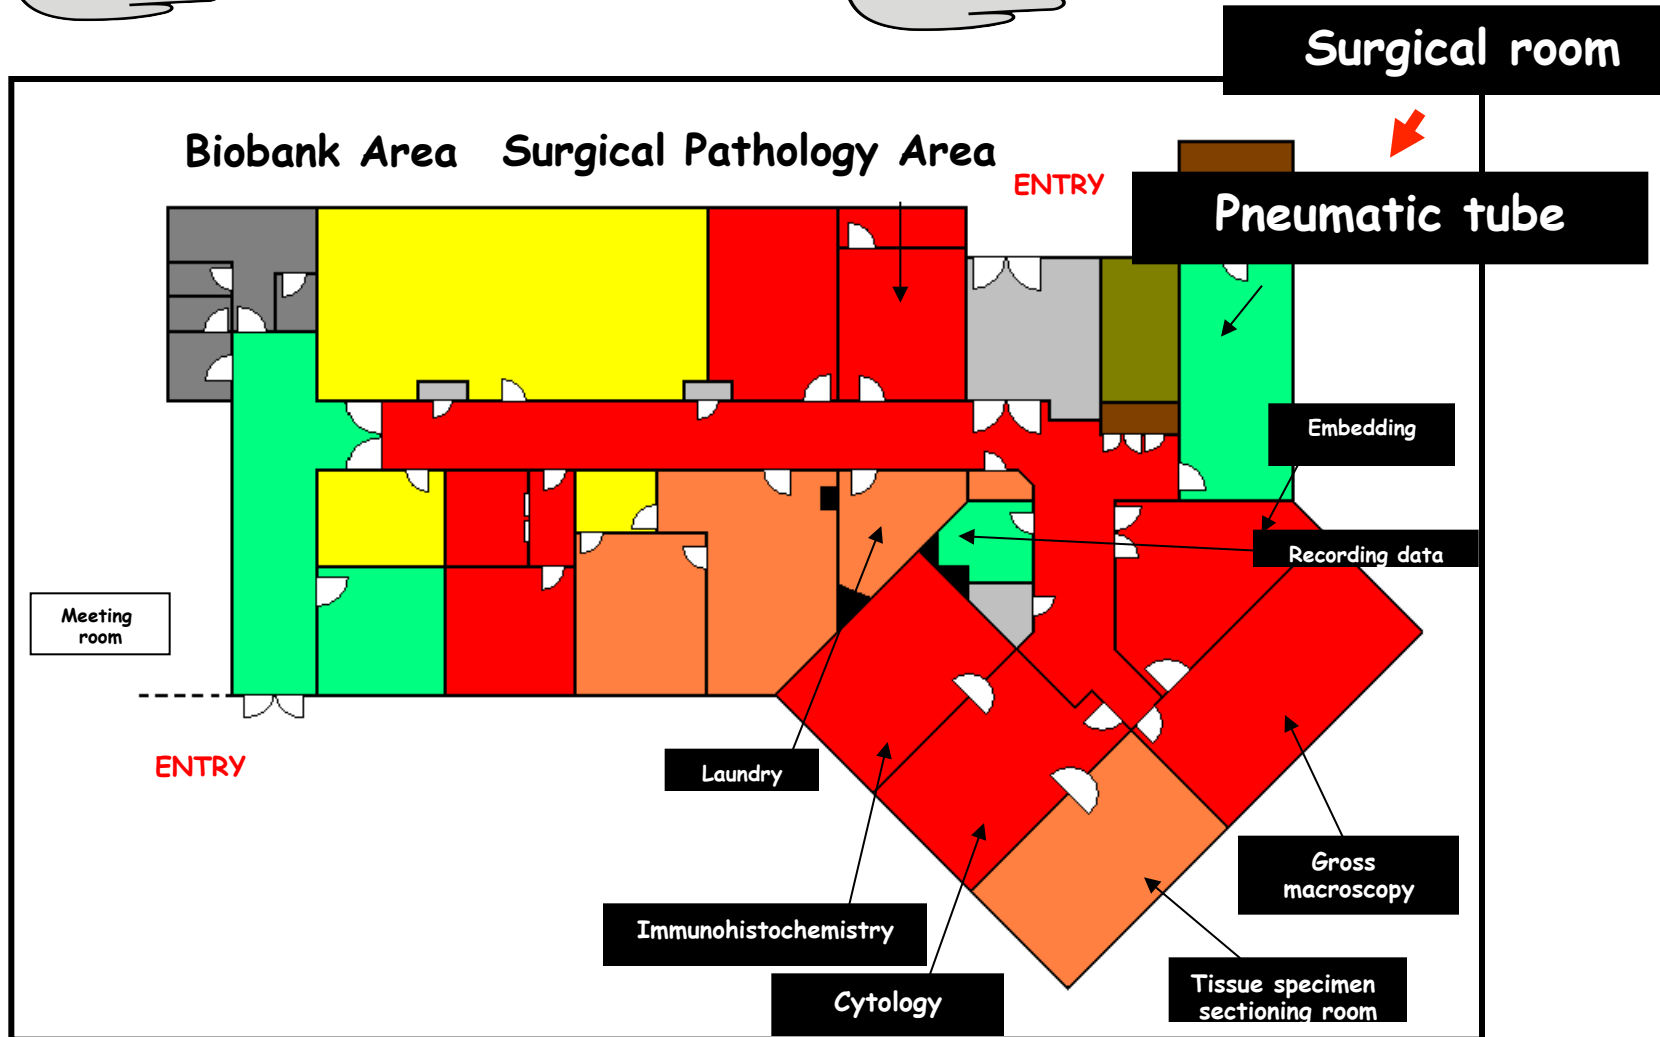 Surgical room
Biobank Area
Surgical Pathology Area
ENTRY
Pneumatic tube
Embedding
Recording data
Meeting
room
ENTRY
Laundry
Gross
macroscopy
Immunohistochemistry
Tissue specimen
sectioning room
Cytology